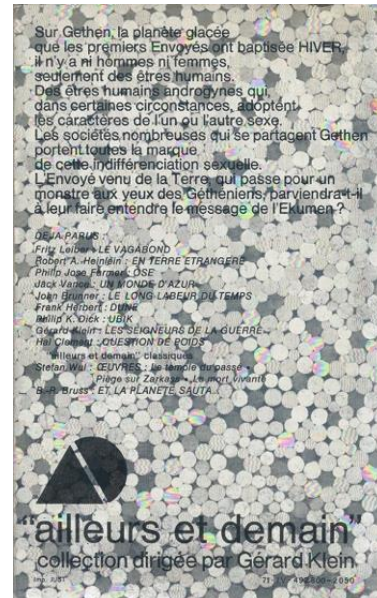 Sur Gethen, la planète glacée
que les premiers Envoyés ont baptisée HIVER,
il n'y a ni hommes ni femmes,
seulement des êtres humains.
Des êtres humains androgynes qui,
dans certaines circonstances, adoptent
les caractères de l'un ou l'autre sexe.
Les sociétés nombreuses qui se partagent Gethen
portent toutes la marque
de cette indifférenciation sexuelle.
L'Envoyé venu de la Terre, qui passe pour un
monstre aux yeux des Géthéniens, parviendra-t-il
à leur faire entendre le message de l'Ekumen ?
DEJA PARUS :
Fritz Leiber : LE VAGABOND
Robert A. Heinlein : EN TERRE ETRANGERE
Philip Jose Farmer : OSE
Jack Vance : UN MONDE D'AZUR
John Brunner : LE LONG LABEUR DU TEMPS
Frank Herbert : DUNE
Philip K. Dick : UBIK
Gérard Klein : LES SEIGNEURS DE LA GUERRE
Hal Clement : QUESTION DE POIDS
"ailleurs et demain" classiques
Stefan Wul : ŒUVRES : Le temple du passé •
Piège sur Zarkass • La mort vivante
B.-R. Bruss : ET LA PLANETE SAUTA...
"ailleurs et demain"
collection dirigée par Gérard Klein